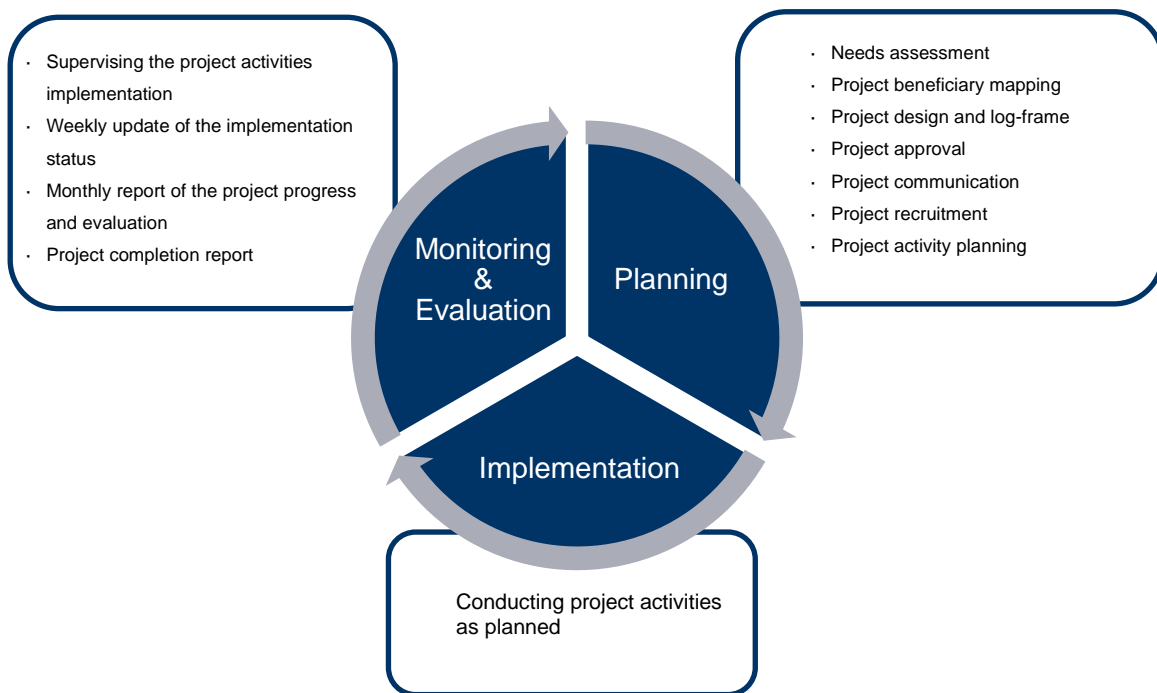 · Supervising the project activities
implementation
· Weekly update of the implementation
status
· Monthly report of the project progress
and evaluation
· Project completion report
· Needs assessment
· Project beneficiary mapping
· Project design and log-frame
· Project approval
· Project communication
· Project recruitment
· Project activity planning
Monitoring
&
Evaluation
Planning
Implementation
Conducting project activities
as planned